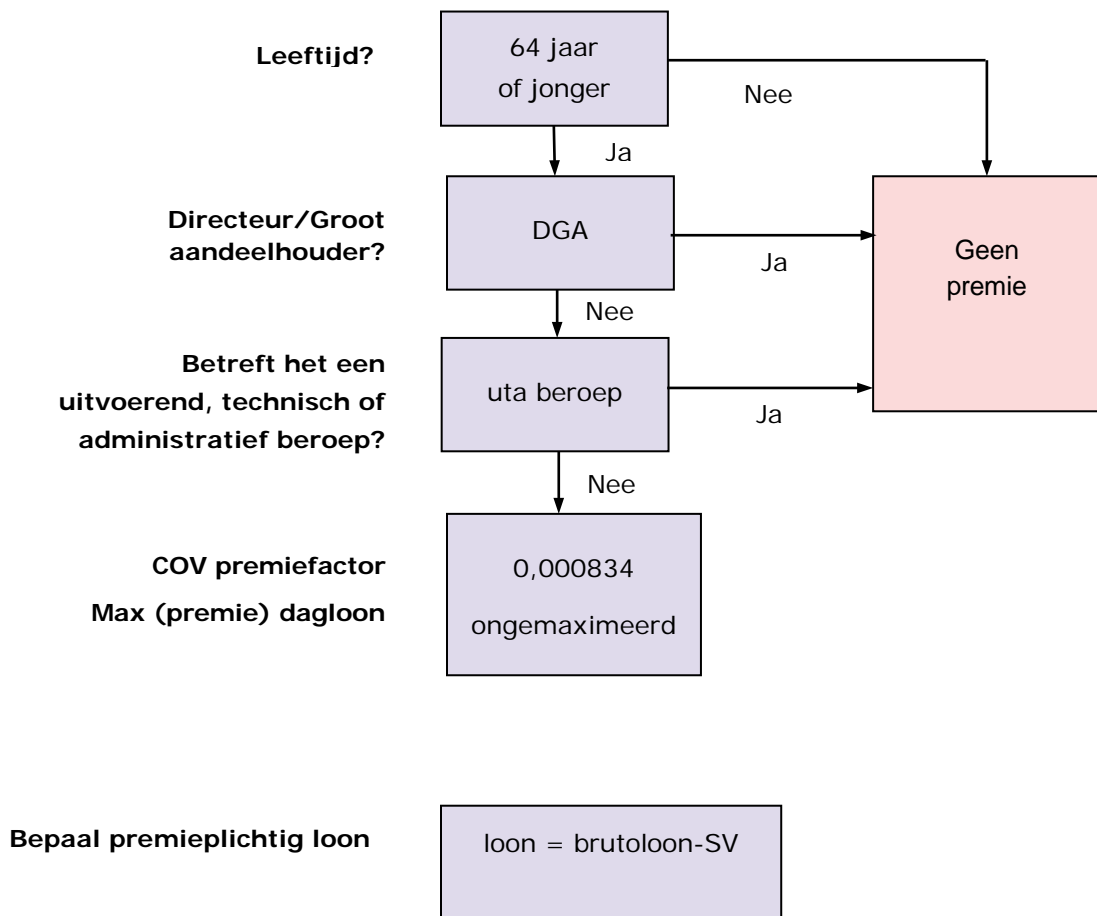 Leeftijd?
64 jaar
of jonger
Nee
Ja
Directeur/Groot
aandeelhouder?
DGA
Ja
Geen
premie
Nee
Betreft het een
uitvoerend, technisch of
administratief beroep?
uta beroep
Ja
Nee
COV premiefactor
Max (premie) dagloon
0,000834
ongemaximeerd
Bepaal premieplichtig loon
loon = brutoloon-SV